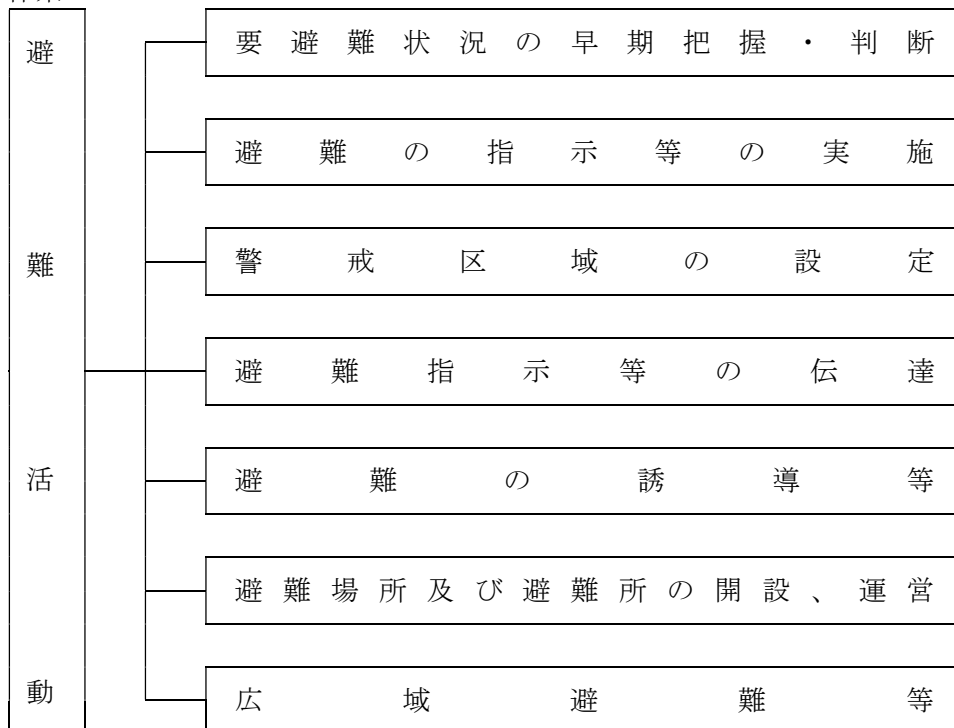 避難活動
要避難状況の早期把握・判断
避難の指示等の実施
警戒区域の設定
避難指示等の伝達
避難の誘導等
避難場所及び避難所の開設、運営
広域避難等